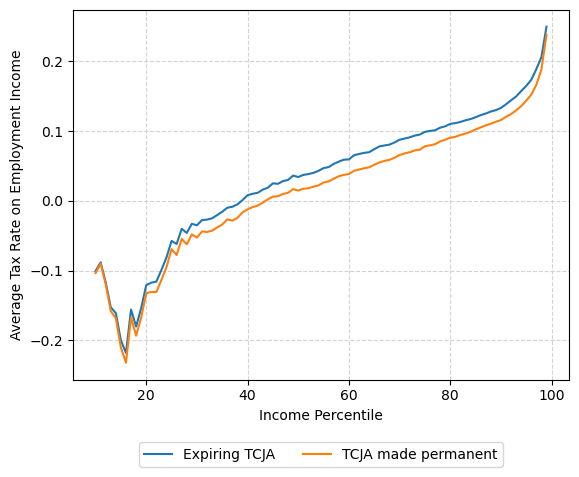 Average Tax Rate on Employment Income
0.2
0.1
0.0
−0.1
−0.2
20 40 60 80 100
Income Percentile
Expiring TCJA TCJA made permanent